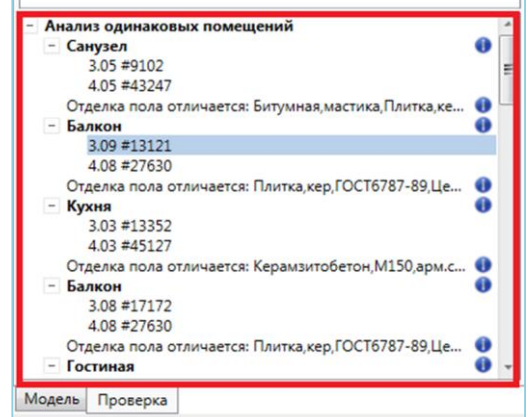 Анализ одинаковых помещений
Санузел
3.05 #9102
4.05 #43247
Отделка пола отличается: Битумная,мастика,Плитка,ке...
Балкон
3.09 #13121
4.08 #27630
Отделка пола отличается: Плитка,кер,ГОСТ6787-89,Це...
Кухня
3.03 #13352
4.03 #45127
Отделка пола отличается: Керамзитобетон,М150,арм.с...
Балкон
3.08 #17172
4.08 #27630
Отделка пола отличается: Плитка,кер,ГОСТ6787-89,Це...
Гостиная
Модель Проверка